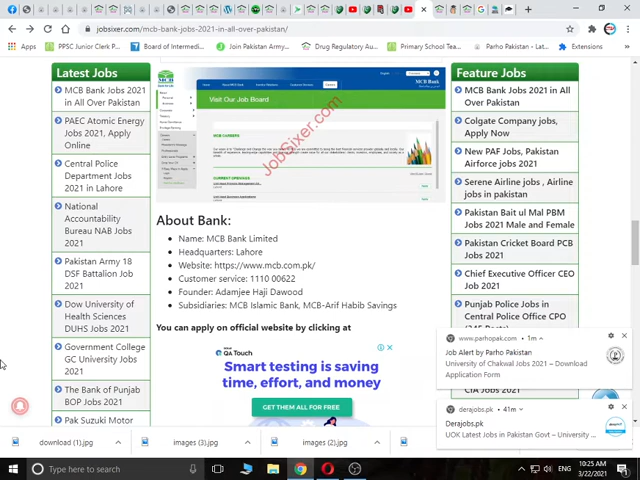 jobsixer.com/mcb-bank-jobs-2021-in-all-over-pakistan/
Apps
PPSC Junior Clerk P...
Board of Intermedi...
Join Pakistan Army...
Drug Regulatory Au...
Primary School Tea...
Parho Pakistan - Lu...
Extensions
Latest Jobs
MCB Bank Jobs 2021
in All Over Pakistan
PAEC Atomic Energy
Jobs 2021, Apply
Online
Central Police
Department Jobs
2021 in Lahore
National
Accountability
Bureau NAB Jobs
2021
Pakistan Army 18
DSF Battalion Job
2021
Dow University of
Health Sciences
DUHS Jobs 2021
Government College
GC University Jobs
2021
The Bank of Punjab
BOP Jobs 2021
Pak Suzuki Motor
MCB
Visit Our Job Board
MCB CAREERS
CURRENT OPENINGS
JobSixer.com
About Bank:
Name: MCB Bank Limited
Headquarters: Lahore
Website: https://www.mcb.com.pk/
Customer service: 1110 00622
Founder: Adamjee Haji Dawood
Subsidiaries: MCB Islamic Bank, MCB-Arif Habib Savings
You can apply on official website by clicking at
QA Touch
Smart testing is saving
time, effort, and money.
GET THEM ALL FOR FREE
Feature Jobs
MCB Bank Jobs 2021 in All
Over Pakistan
Colgate Company jobs,
Apply Now
New PAF Jobs, Pakistan
Airforce jobs 2021
Serene Airline jobs , Airline
jobs in pakistan
Pakistan Bait ul Mal PBM
Jobs 2021 Male and Female
Pakistan Cricket Board PCB
Jobs 2021
Chief Executive Officer CEO
Job 2021
Punjab Police Jobs in
Central Police Office CPO
CIA Jobs 2021
www.parhopak.com • 1m
Job Alert by Parho Pakistan
University of Chakwal Jobs 2021 – Download
Application Form
derajobs.pk • 41m
Derajobs.pk
UOK Latest Jobs in Pakistan Govt – University ...
download (1).jpg
images (3).jpg
images (2).jpg
Type here to search
ENG
10:25 AM
3/22/2021